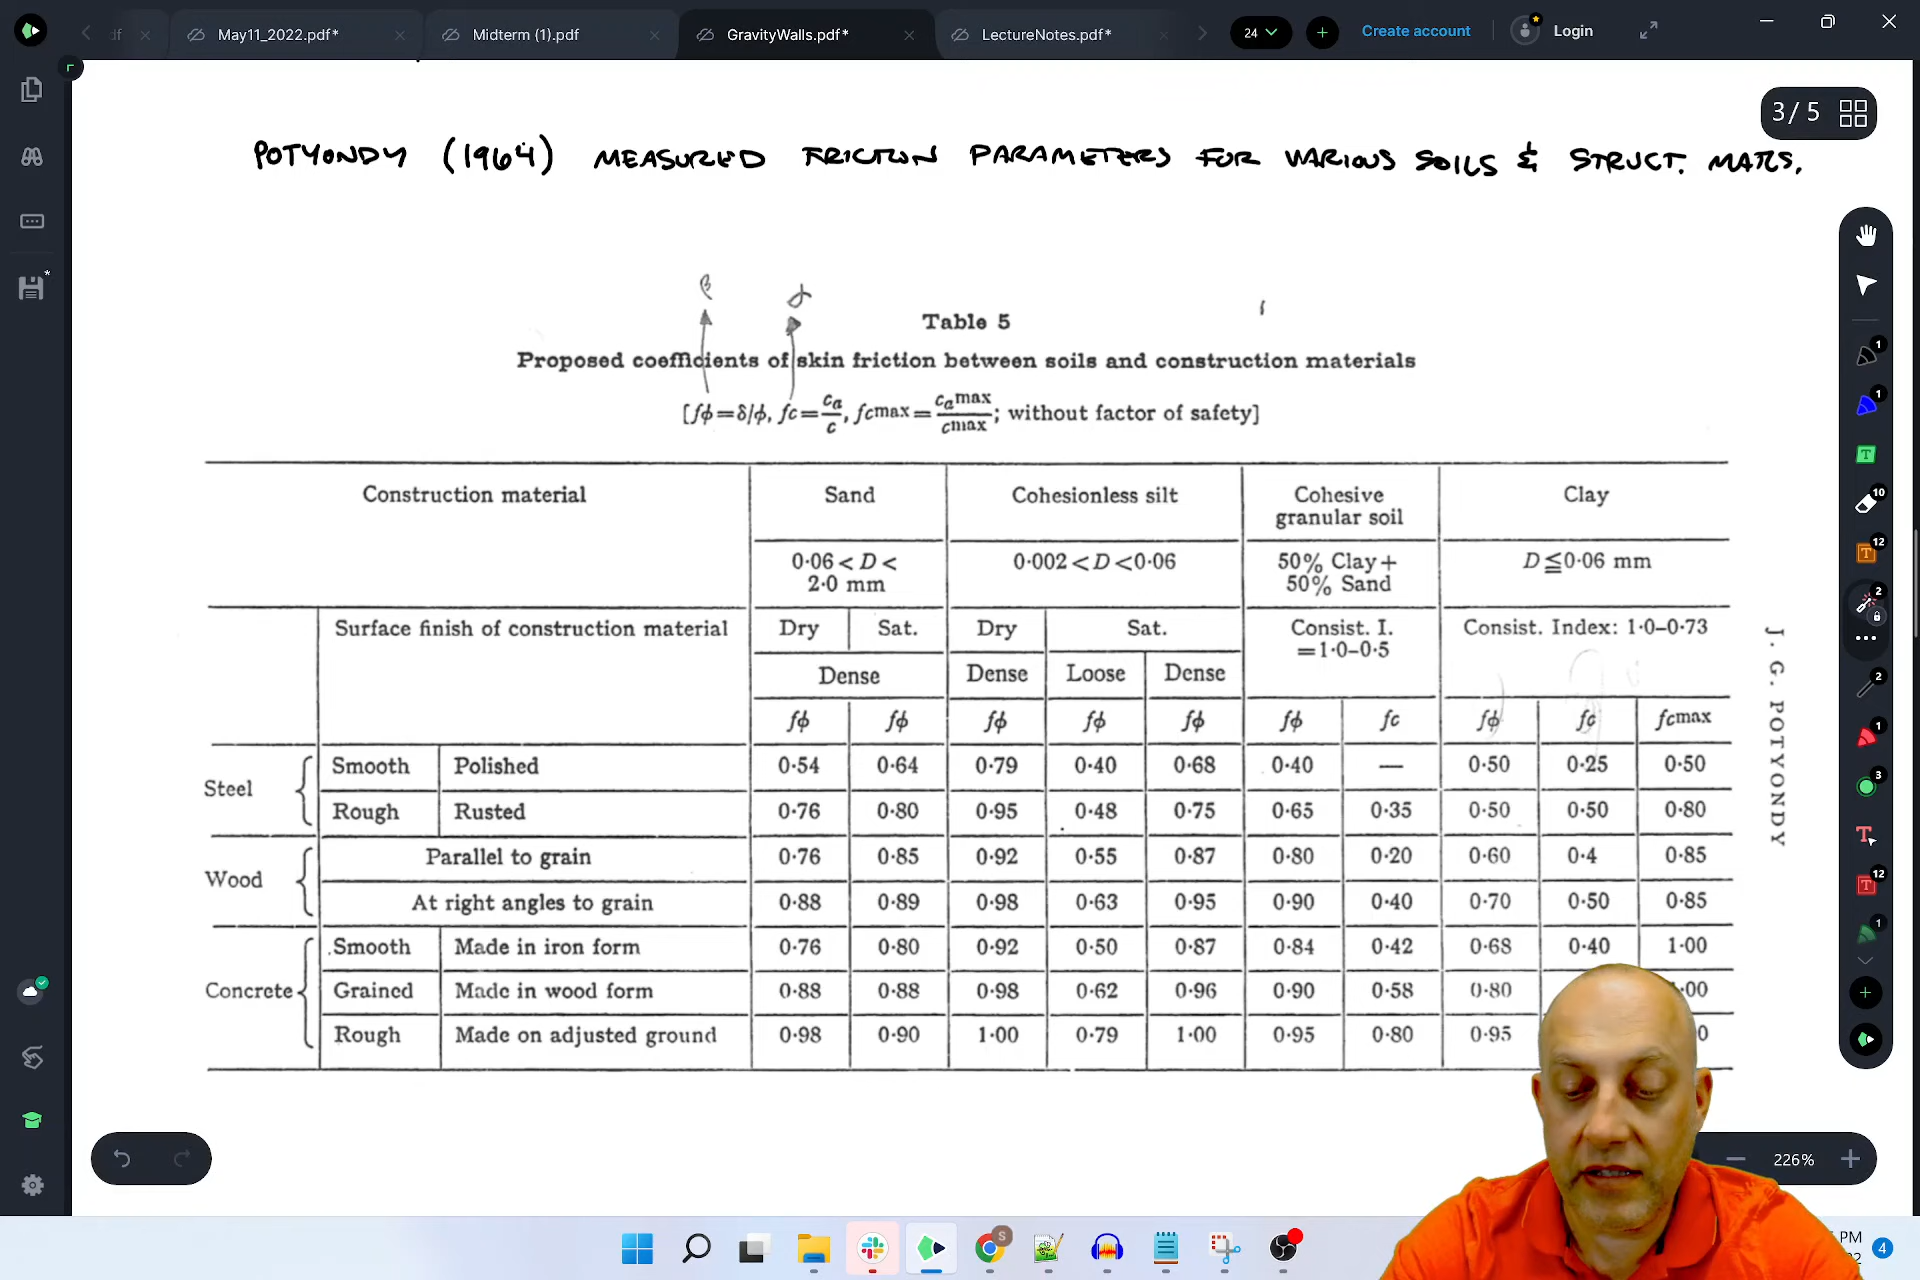 df
May11_2022.pdf*
Midterm (1).pdf
GravityWalls.pdf*
LectureNotes.pdf*
24
Create account
Login
3/5
POTYONDY (1964) MEASURED FRICTION PARAMETERS FOR VARIOUS SOILS & STRUCT. MATLS.
β α
Table 5
Proposed coefficients of skin friction between soils and construction materials
[fϕ=δ/ϕ, fc=ca/c, fcmax=camax/cmax; without factor of safety]
Construction material Sand Cohesionless silt Cohesive granular soil Clay
0·06<D<2·0 mm 0·002<D<0·06 50% Clay+ 50% Sand D≦0·06 mm
Surface finish of construction material Dry Sat. Dry Sat. Consist. I. =1·0–0·5 Consist. Index: 1·0–0·73
Dense Dense Loose Dense
fϕ fϕ fϕ fϕ fϕ fϕ fc fϕ fc fcmax
Steel Smooth Polished 0·54 0·64 0·79 0·40 0·68 0·40 — 0·50 0·25 0·50
Rough Rusted 0·76 0·80 0·95 0·48 0·75 0·65 0·35 0·50 0·50 0·80
Wood Parallel to grain 0·76 0·85 0·92 0·55 0·87 0·80 0·20 0·60 0·4 0·85
At right angles to grain 0·88 0·89 0·98 0·63 0·95 0·90 0·40 0·70 0·50 0·85
Concrete Smooth Made in iron form 0·76 0·80 0·92 0·50 0·87 0·84 0·42 0·68 0·40 1·00
Grained Made in wood form 0·88 0·88 0·98 0·62 0·96 0·90 0·58 0·80 ·00
Rough Made on adjusted ground 0·98 0·90 1·00 0·79 1·00 0·95 0·80 0·95 0
J. G. POTYONDY
226%
PM
4